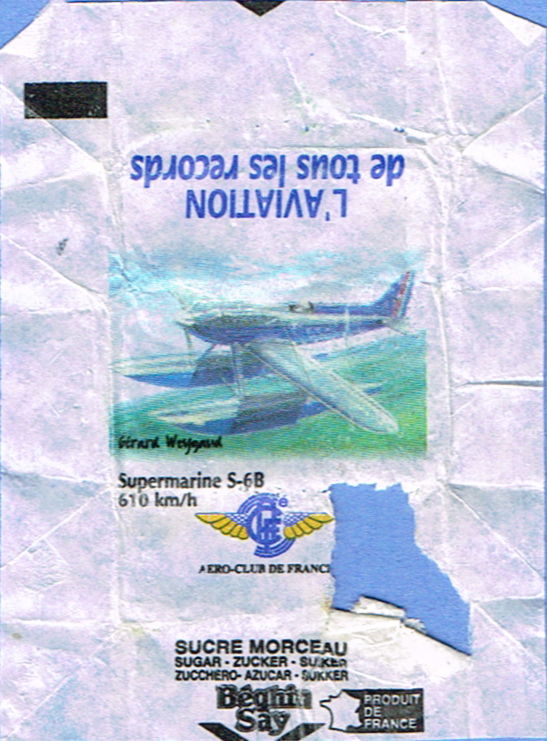 L'AVIATION
de tous les records
Gérard Weygand
Supermarine S-6B
610 km/h
AERO-CLUB DE FRANCE
SUCRE MORCEAU
SUGAR - ZUCKER - SUIKER
ZUCCHERO - AZUCAR - SUKKER
Béghin
Say
PRODUIT
DE
FRANCE